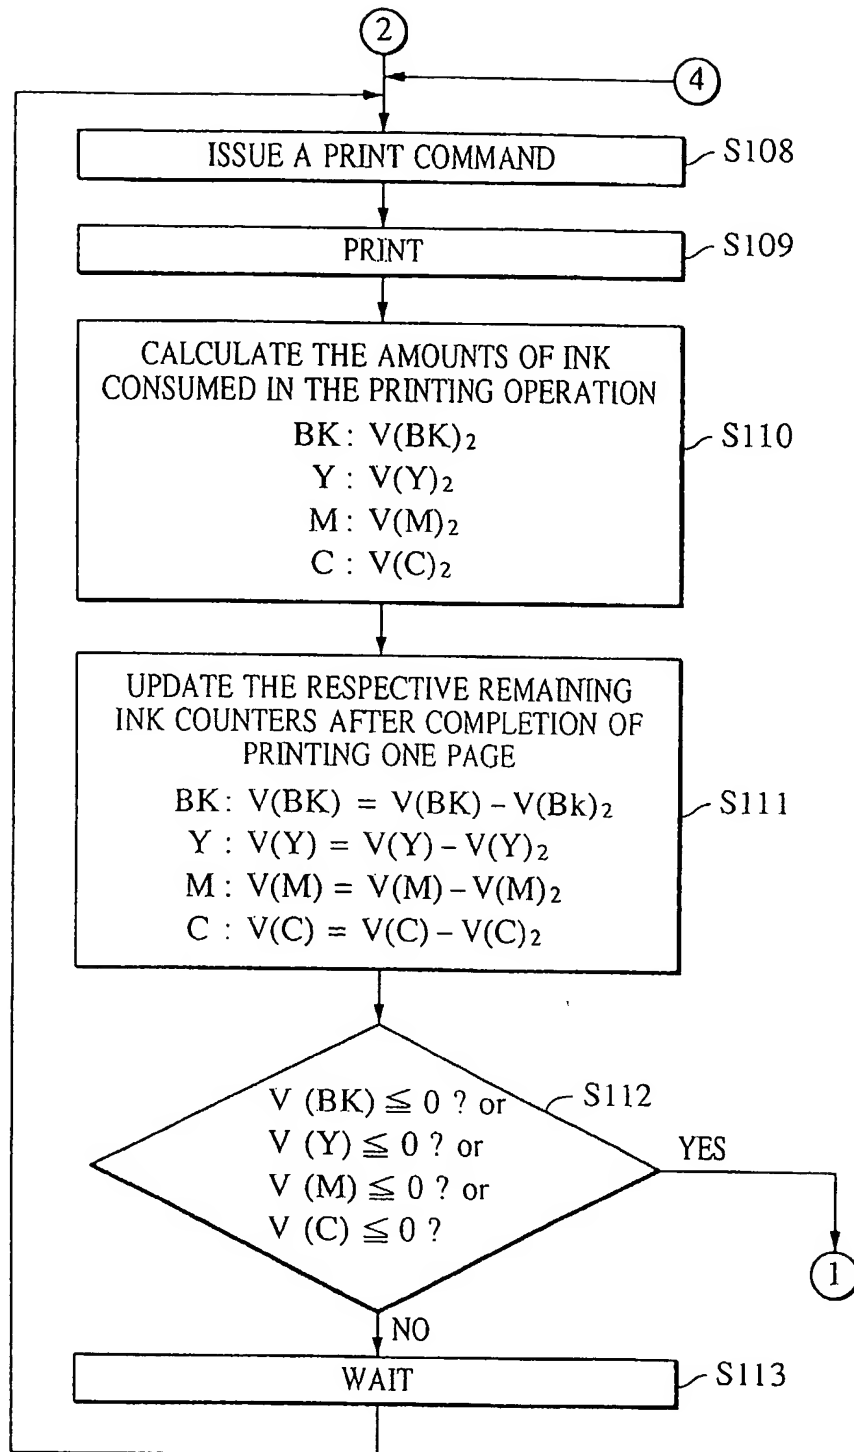 2
4
ISSUE A PRINT COMMAND
S108
PRINT
S109
CALCULATE THE AMOUNTS OF INK
CONSUMED IN THE PRINTING OPERATION
BK : V(BK)₂
Y : V(Y)₂
M : V(M)₂
C : V(C)₂
S110
UPDATE THE RESPECTIVE REMAINING
INK COUNTERS AFTER COMPLETION OF
PRINTING ONE PAGE
BK : V(BK) = V(BK) – V(Bk)₂
Y : V(Y) = V(Y) – V(Y)₂
M : V(M) = V(M) – V(M)₂
C : V(C) = V(C) – V(C)₂
S111
V (BK) ≦ 0 ? or
V (Y) ≦ 0 ? or
V (M) ≦ 0 ? or
V (C) ≦ 0 ?
S112
YES
1
NO
WAIT
S113